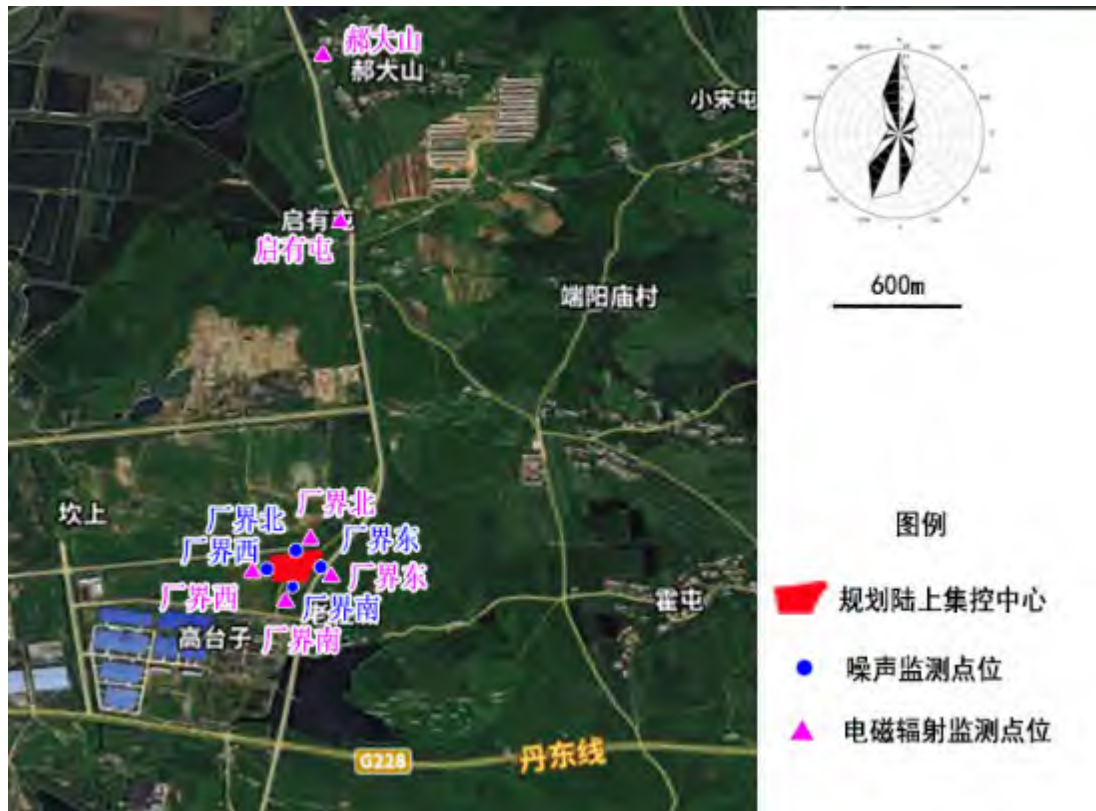 郝大山
郝大山
小宋屯
启有屯
启有屯
端阳庙村
600m
坎上
厂界北
厂界北
厂界东
厂界西
厂界东
厂界西
厂界南
霍屯
高台子
厂界南
G228
丹东线
图例
规划陆上集控中心
噪声监测点位
电磁辐射监测点位